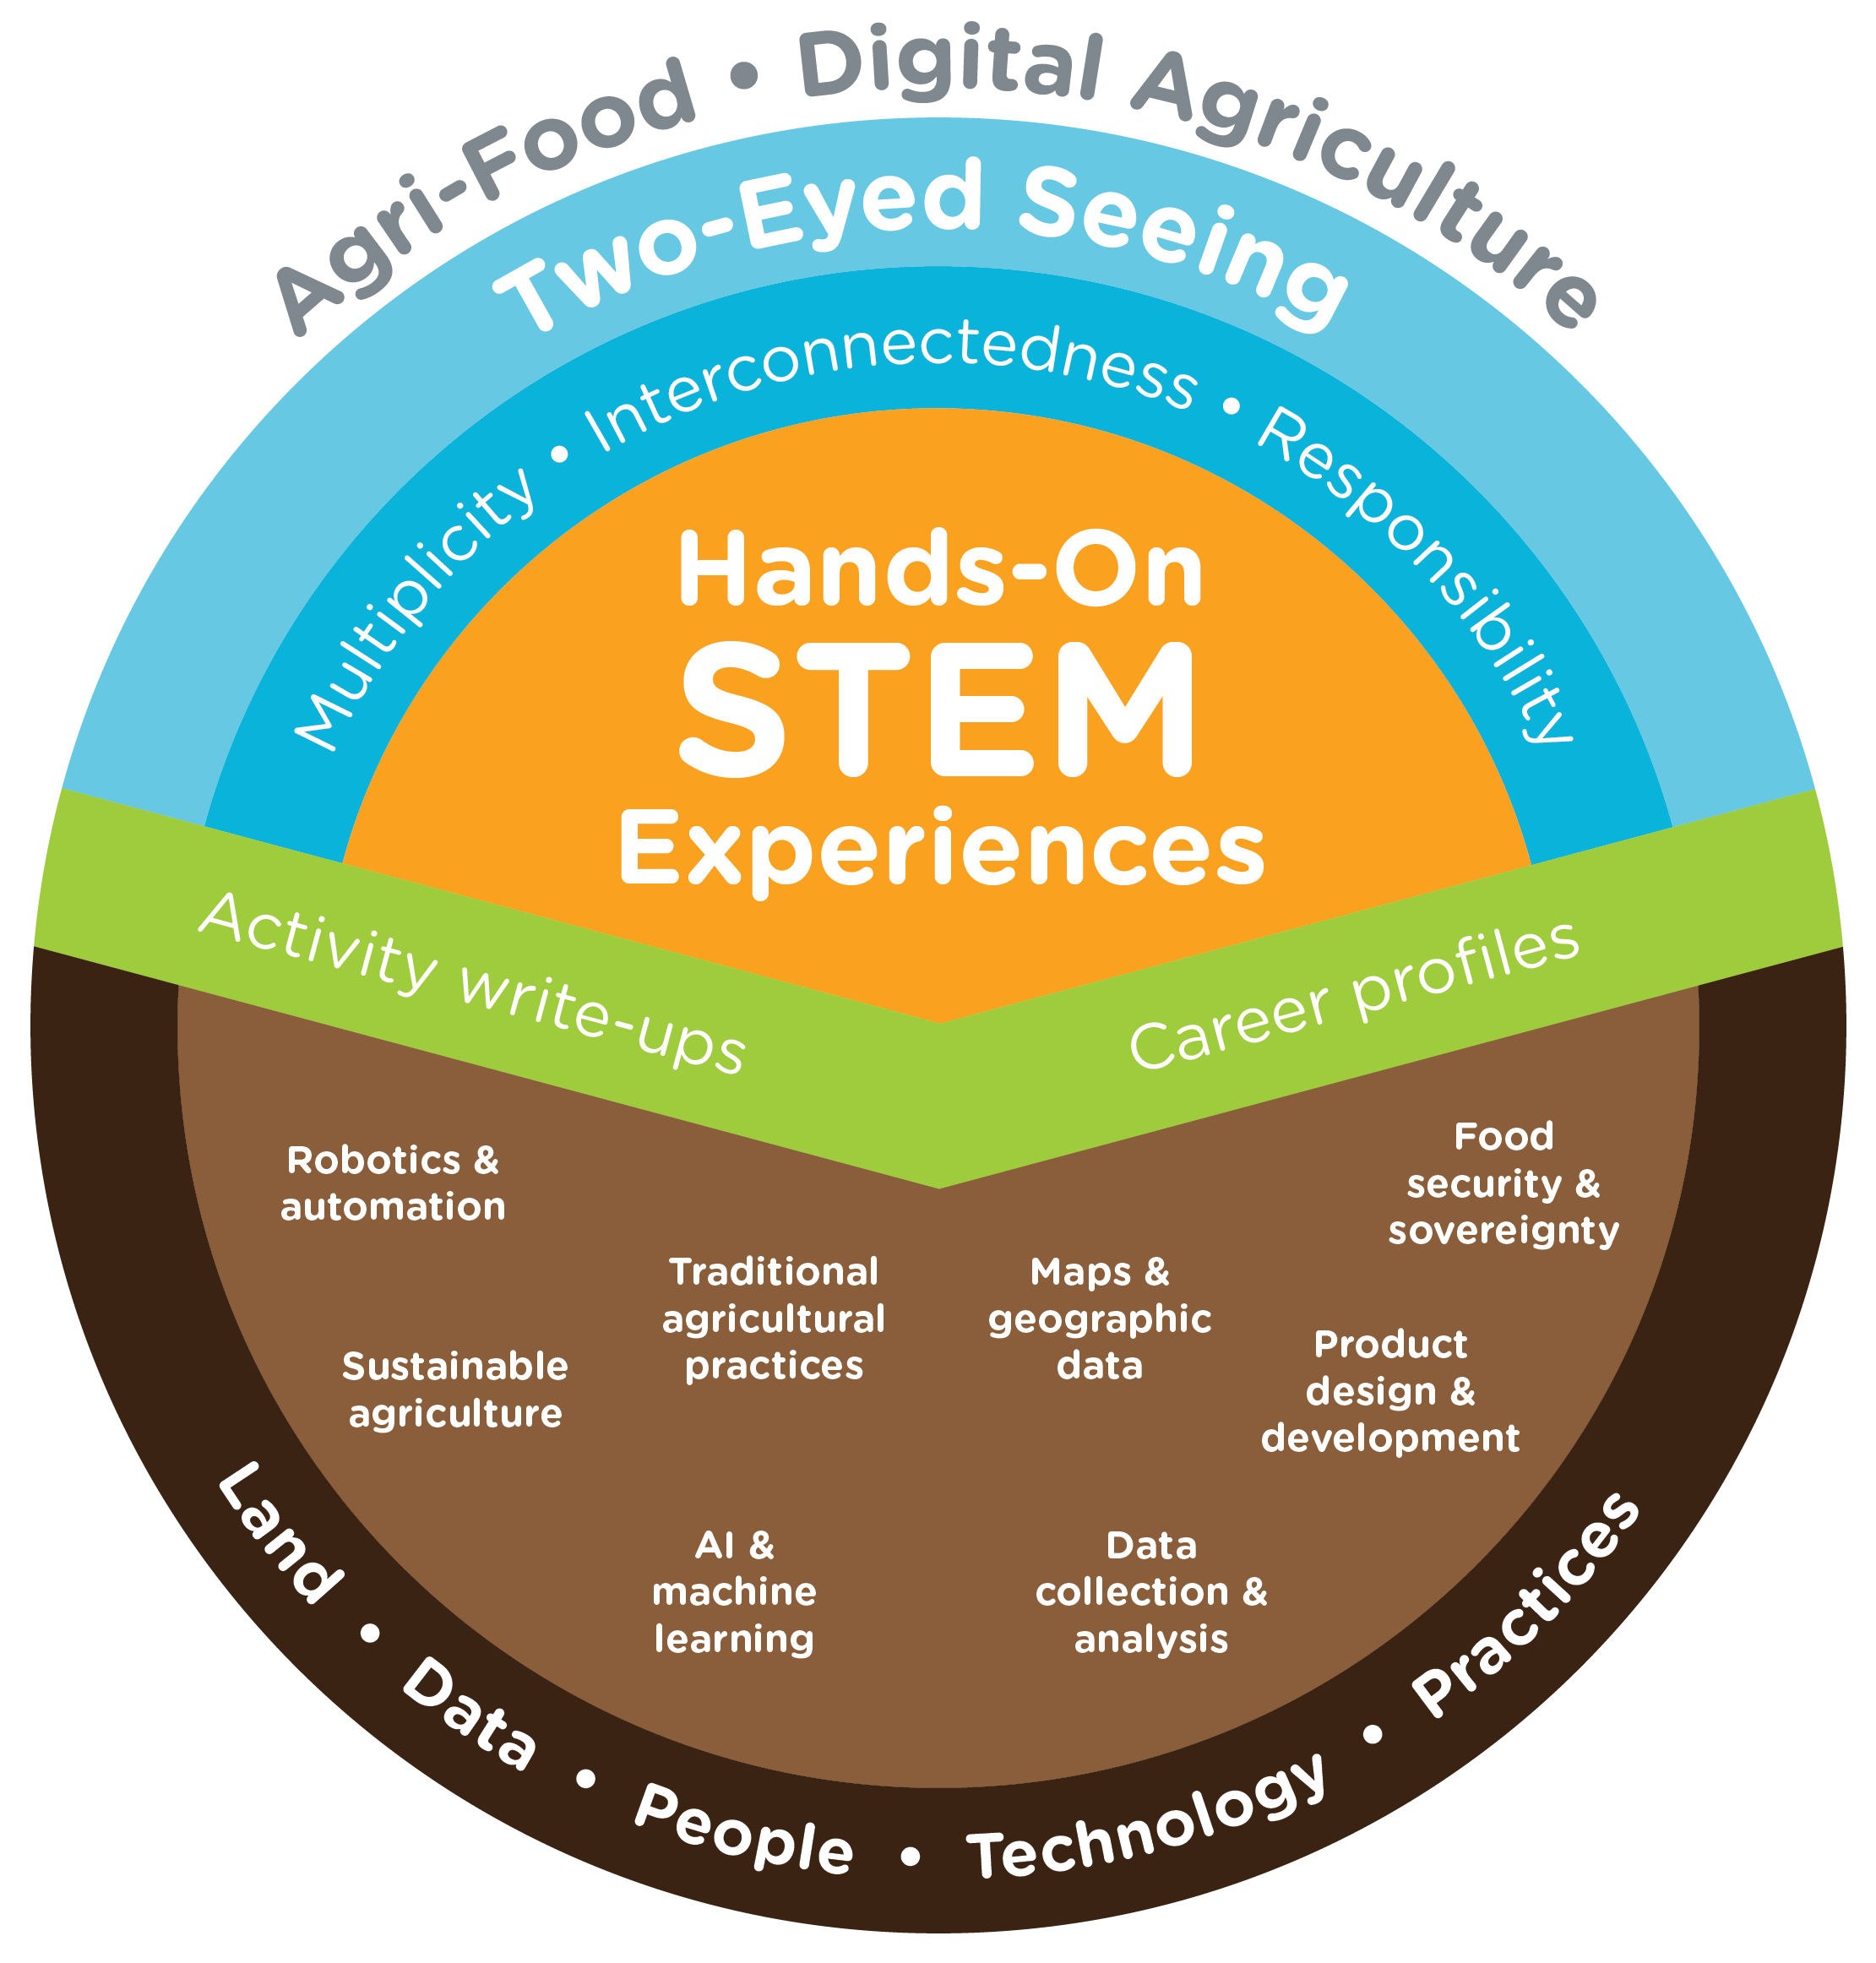 Agri-Food • Digital Agriculture
Two-Eyed Seeing
Multiplicity • Interconnectedness • Responsibility
Hands-On
STEM
Experiences
Activity write-ups
Career profiles
Robotics &
automation
Food
security &
sovereignty
Traditional
agricultural
practices
Maps &
geographic
data
Sustainable
agriculture
Product
design &
development
AI &
machine
learning
Data
collection &
analysis
Land • Data • People • Technology • Practices